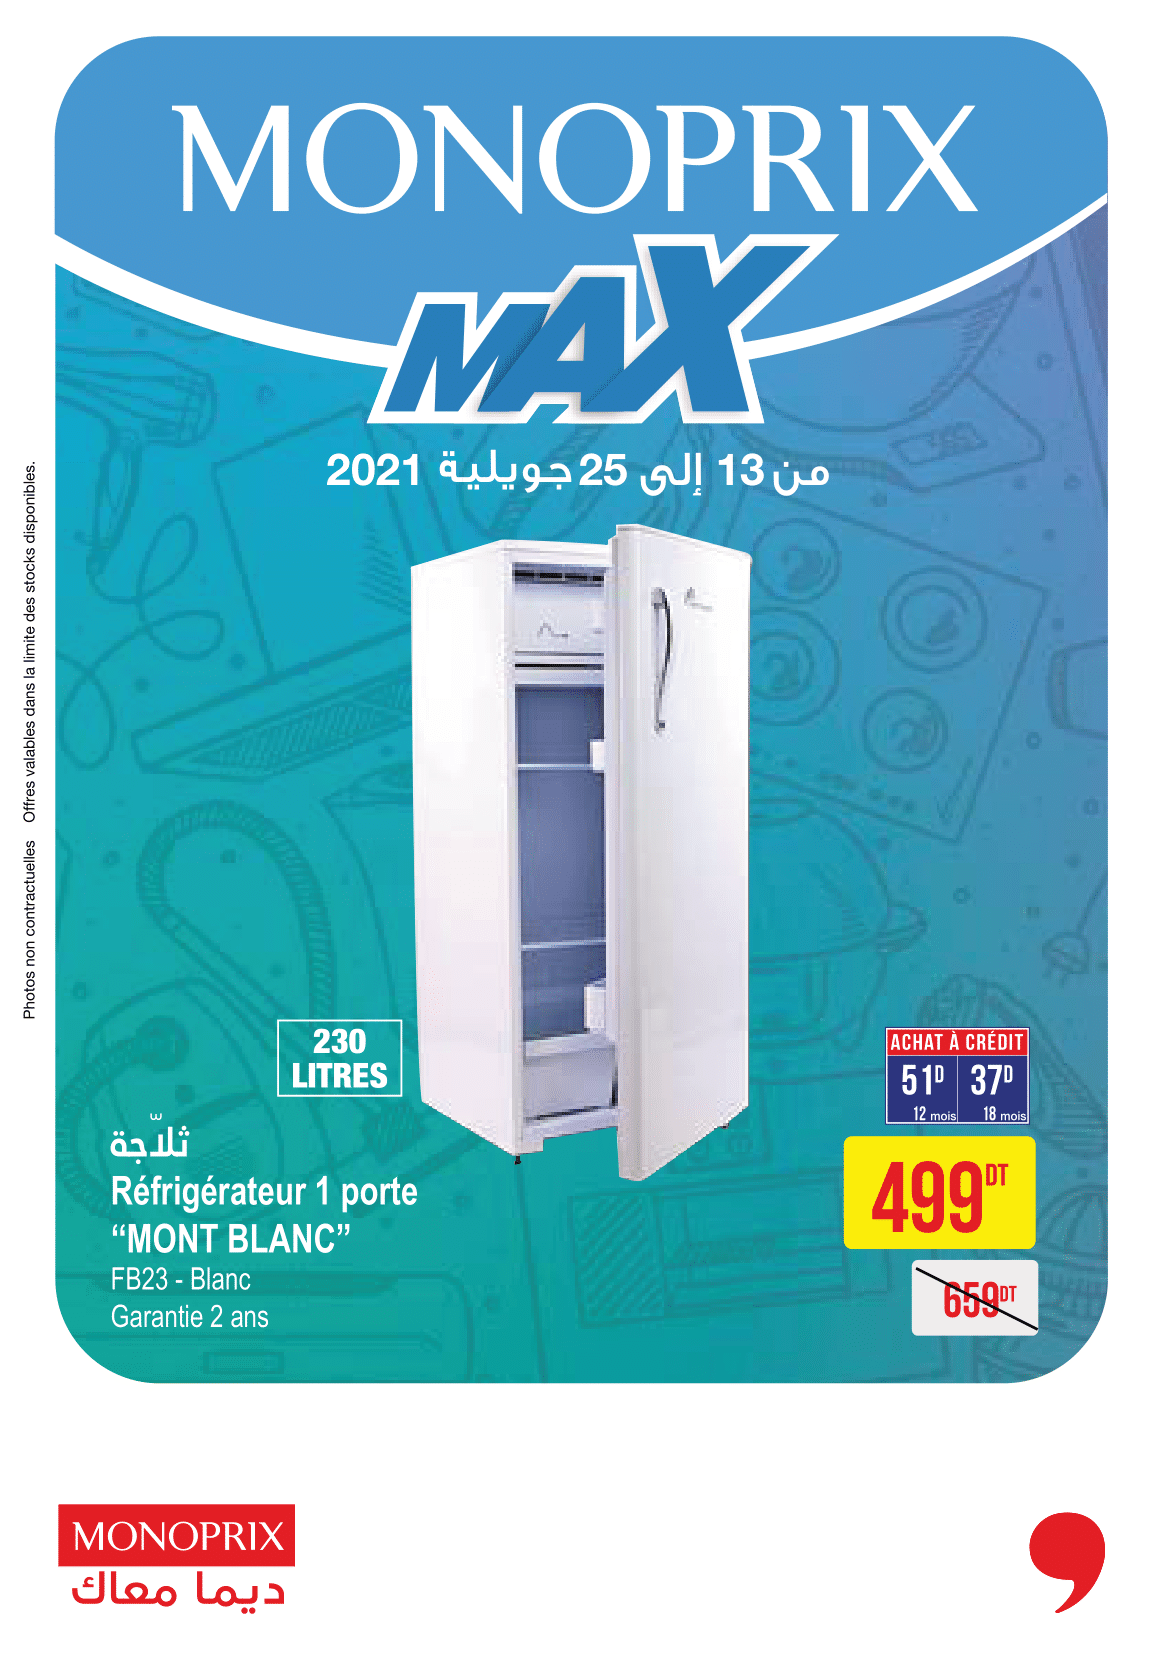 MONOPRIX
MAX
من 13 إلى 25 جويلية 2021
Photos non contractuelles Offres valables dans la limite des stocks disponibles.
230
LITRES
ثلاّجة
Réfrigérateur 1 porte
“MONT BLANC”
FB23 - Blanc
Garantie 2 ans
ACHAT À CRÉDIT
51D 37D
12 mois 18 mois
499DT
659DT
MONOPRIX
ديما معاك